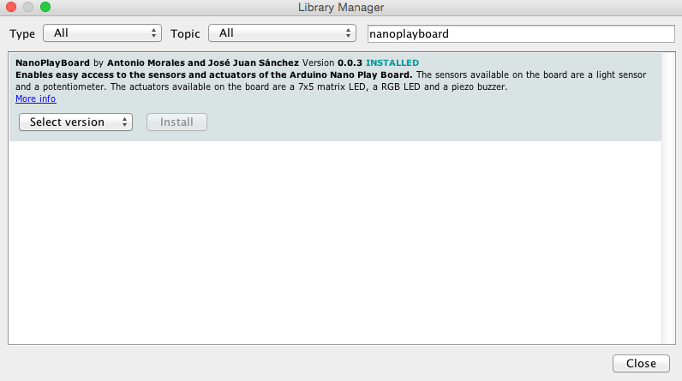 Library Manager
Type All Topic All nanoplayboard
NanoPlayBoard by Antonio Morales and José Juan Sánchez Version 0.0.3 INSTALLED
Enables easy access to the sensors and actuators of the Arduino Nano Play Board. The sensors available on the board are a light sensor
and a potentiometer. The actuators available on the board are a 7x5 matrix LED, a RGB LED and a piezo buzzer.
More info
Select version Install
Close